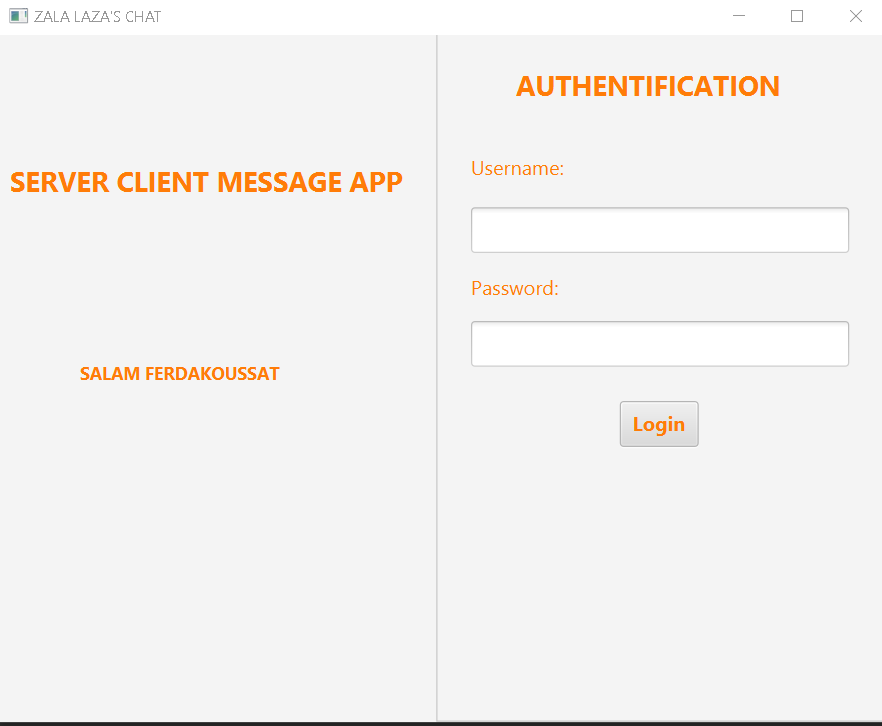 ZALA LAZA'S CHAT
SERVER CLIENT MESSAGE APP
SALAM FERDAKOUSSAT
AUTHENTIFICATION
Username:
Password:
Login